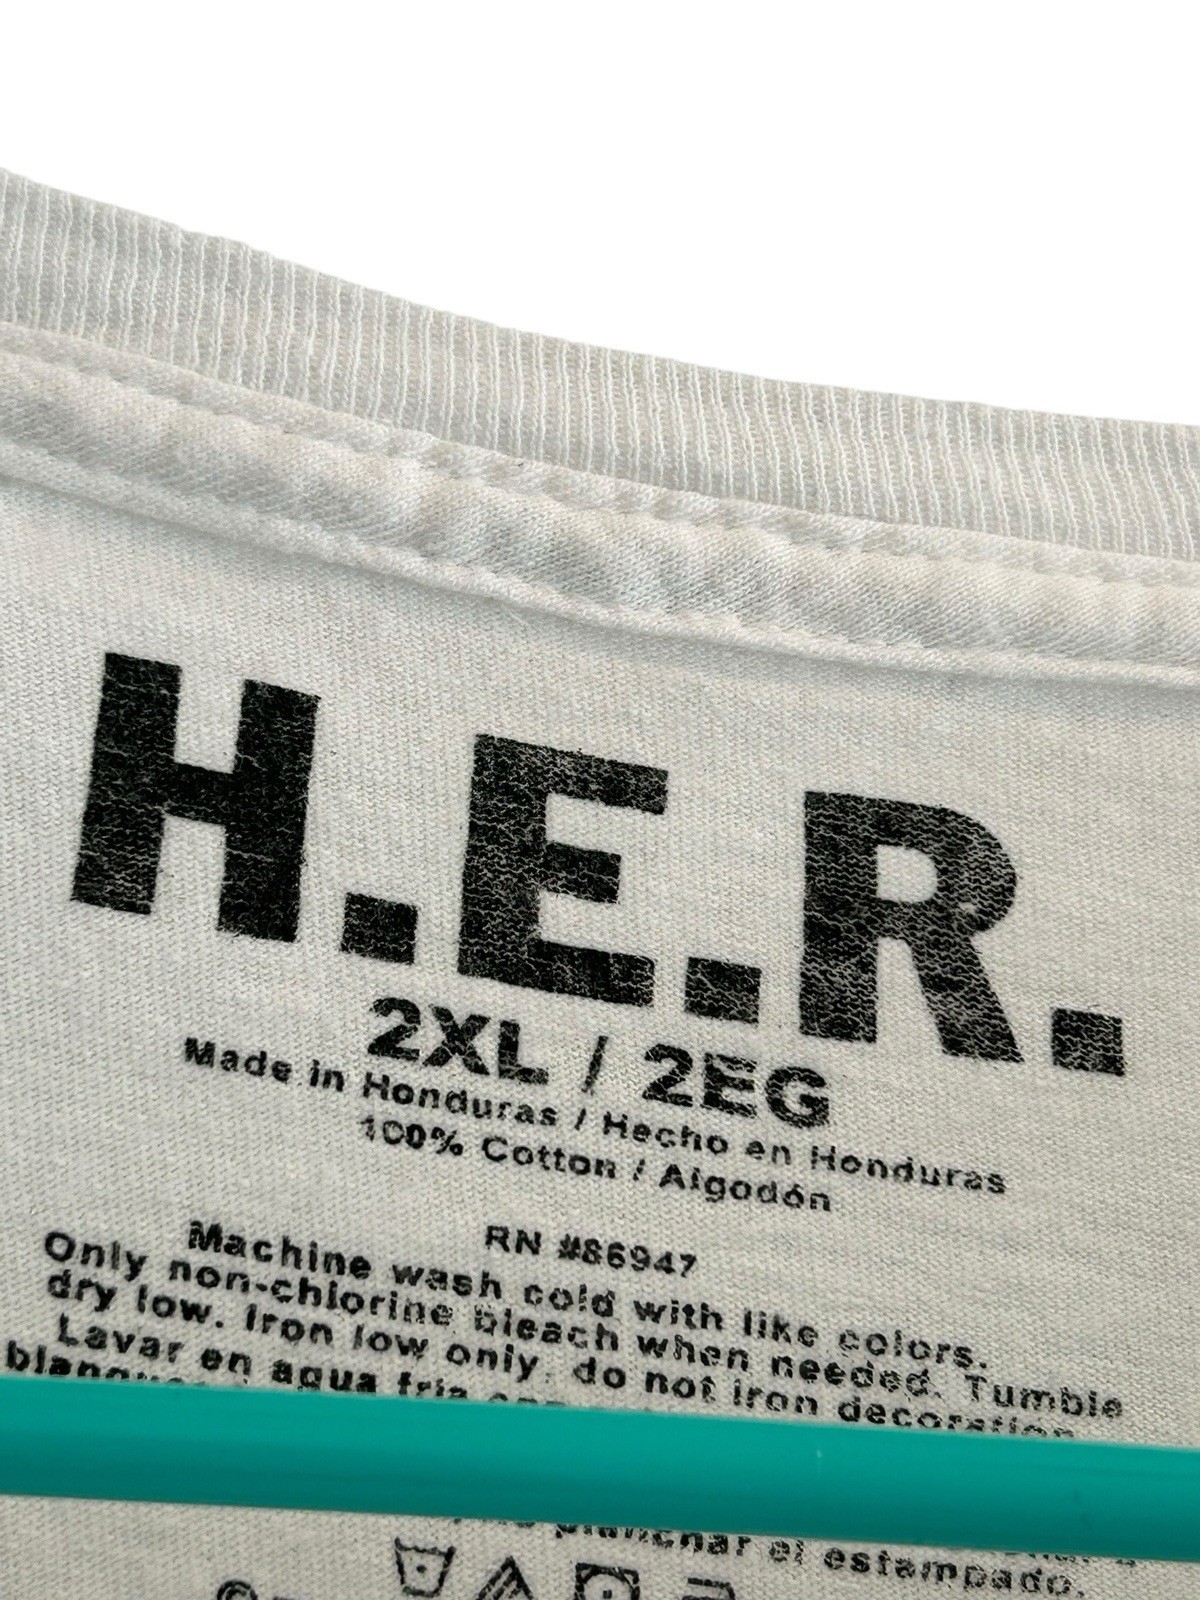 H.E.R.
2XL / 2EG
Made in Honduras / Hecho en Honduras
100% Cotton / Algodón
RN #86947
Machine wash cold with like colors.
Only non-chlorine bleach when needed. Tumble
dry low. Iron low only, do not iron decoration.
Lavar en agua fria
planchar el estampado.
©